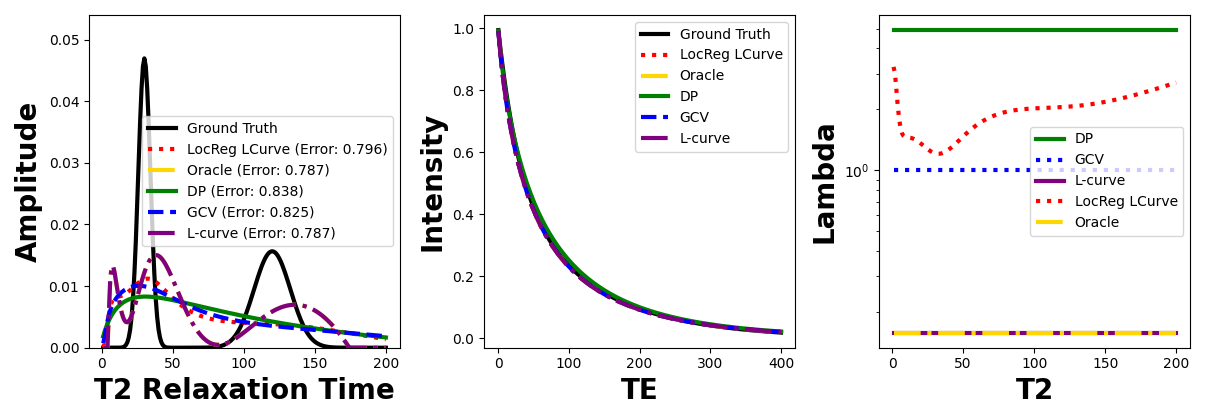 Amplitude
0.05
0.04
0.03
0.02
0.01
0.00
Ground Truth
LocReg LCurve (Error: 0.796)
Oracle (Error: 0.787)
DP (Error: 0.838)
GCV (Error: 0.825)
L-curve (Error: 0.787)
0 50 100 150 200
T2 Relaxation Time
Intensity
1.0
0.8
0.6
0.4
0.2
0.0
Ground Truth
LocReg LCurve
Oracle
DP
GCV
L-curve
0 100 200 300 400
TE
Lambda
10⁰
DP
GCV
L-curve
LocReg LCurve
Oracle
0 50 100 150 200
T2